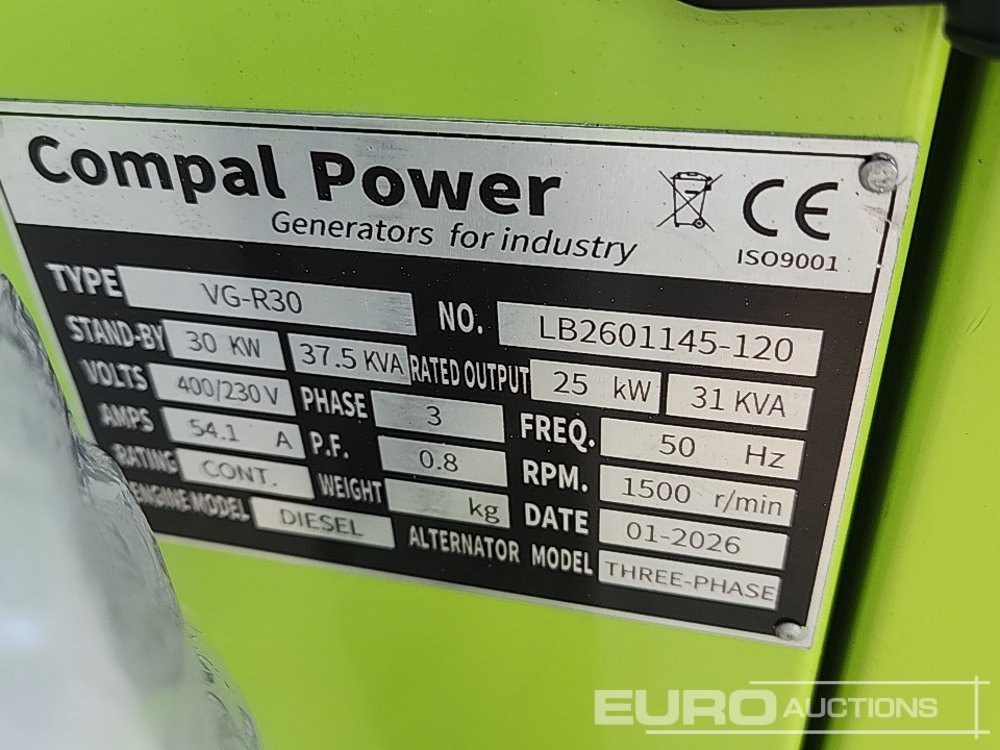 Compal Power
Generators for industry
CE
ISO9001
TYPE VG-R30 NO. LB2601145-120
STAND-BY 30 KW 37.5 KVA RATED OUTPUT 25 kW 31 KVA
VOLTS 400/230 V PHASE 3 FREQ. 50 Hz
AMPS 54.1 A P.F. 0.8 RPM. 1500 r/min
RATING CONT. WEIGHT kg DATE 01-2026
ENGINE MODEL DIESEL ALTERNATOR MODEL THREE-PHASE
EURO AUCTIONS